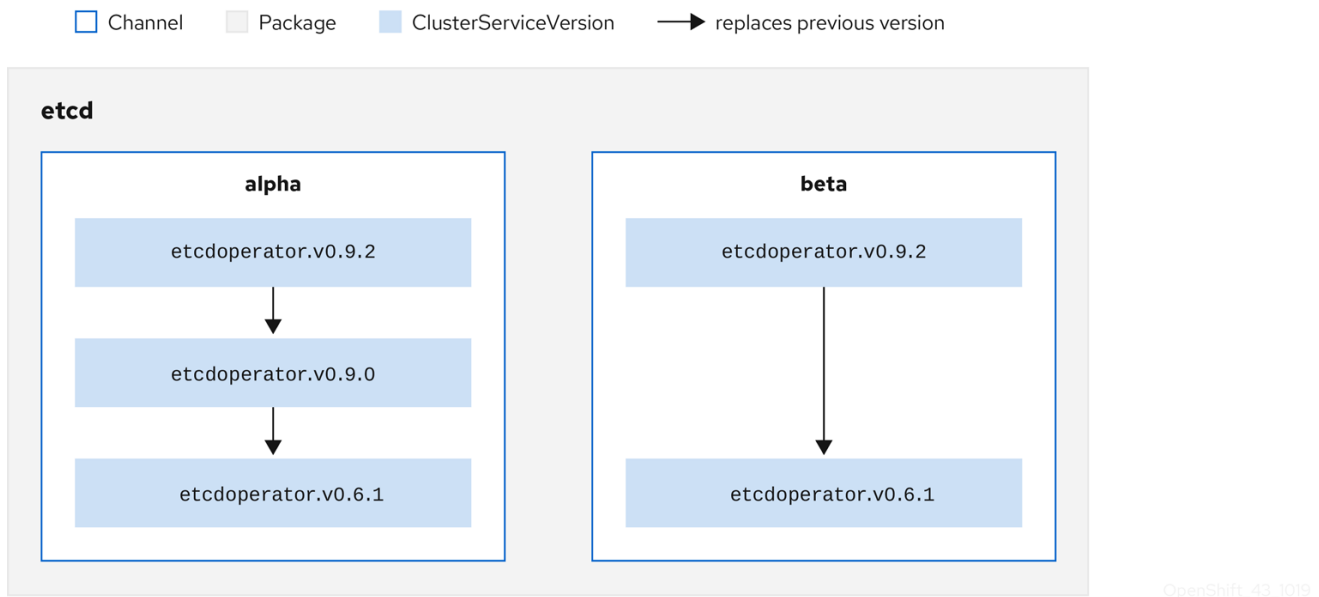 Channel Package ClusterServiceVersion replaces previous version
etcd
alpha
etcdoperator.v0.9.2
etcdoperator.v0.9.0
etcdoperator.v0.6.1
beta
etcdoperator.v0.9.2
etcdoperator.v0.6.1
OpenShift_43_1019